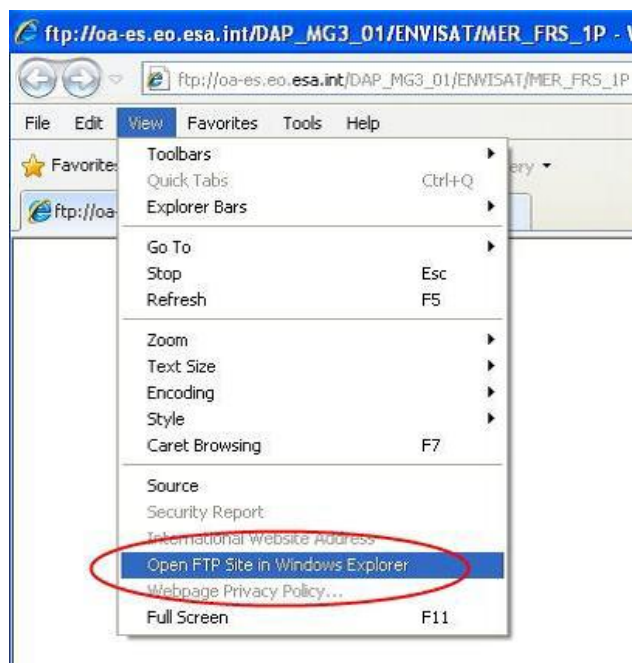 ftp://oa-es.eo.esa.int/DAP_MG3_01/ENVISAT/MER_FRS_1P -
ftp://oa-es.eo.esa.int/DAP_MG3_01/ENVISAT/MER_FRS_1P
File Edit View Favorites Tools Help
Favorites
ftp://oa-
Toolbars
Quick Tabs Ctrl+Q
Explorer Bars
Go To
Stop Esc
Refresh F5
Zoom
Text Size
Encoding
Style
Caret Browsing F7
Source
Security Report
International Website Address
Open FTP Site in Windows Explorer
Webpage Privacy Policy...
Full Screen F11